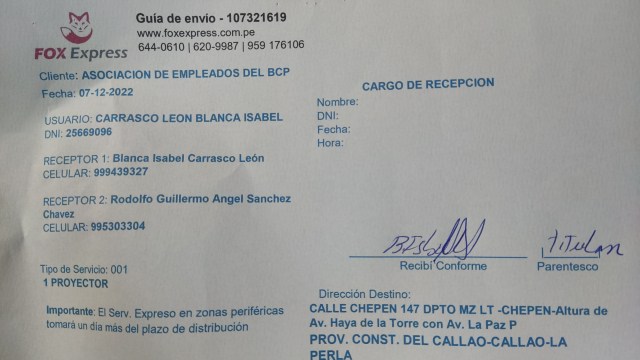 FOX Express
Guía de envio - 107321619
www.foxexpress.com.pe
644-0610 | 620-9987 | 959 176106
Cliente: ASOCIACION DE EMPLEADOS DEL BCP
Fecha: 07-12-2022
USUARIO: CARRASCO LEON BLANCA ISABEL
DNI: 25669096
RECEPTOR 1: Blanca Isabel Carrasco León
CELULAR: 999439327
RECEPTOR 2: Rodolfo Guillermo Angel Sanchez
Chavez
CELULAR: 995303304
Tipo de Servicio: 001
1 PROYECTOR
Importante: El Serv. Expreso en zonas periféricas
tomará un día más del plazo de distribución
CARGO DE RECEPCION
Nombre:
DNI:
Fecha:
Hora:
titular
Recibí Conforme Parentesco
Dirección Destino:
CALLE CHEPEN 147 DPTO MZ LT -CHEPEN-Altura de
Av. Haya de la Torre con Av. La Paz P
PROV. CONST. DEL CALLAO-CALLAO-LA
PERLA